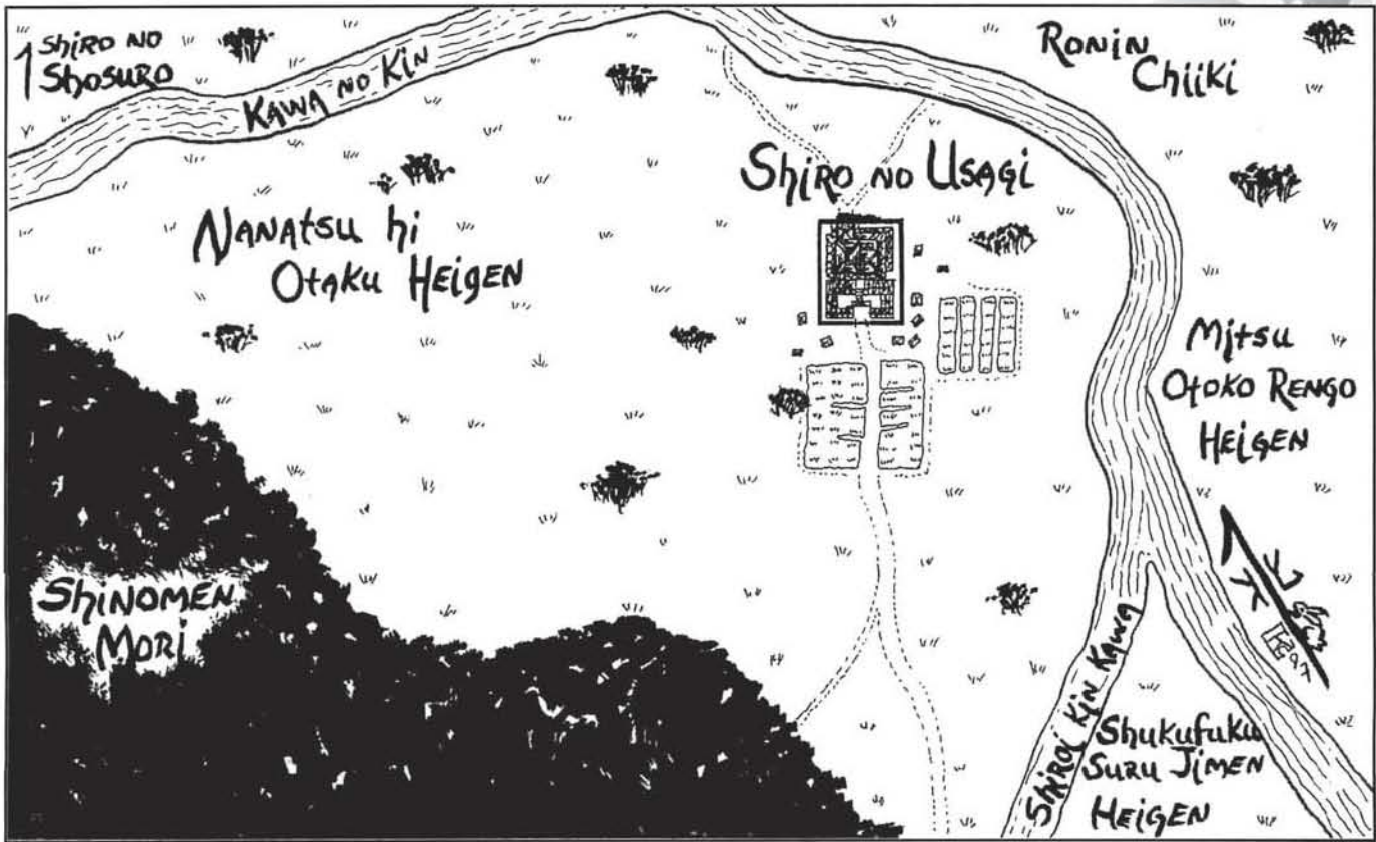 Shiro no
Shosuro
Kawa no Kin
Ronin
Chiiki
Shiro no Usagi
Nanatsu hi
Otaku Heigen
Mitsu
Otoko Rengo
Heigen
Shinomen
Mori
Shiroi Kin Kawa
Shukufuku
Suru Jimen
Heigen